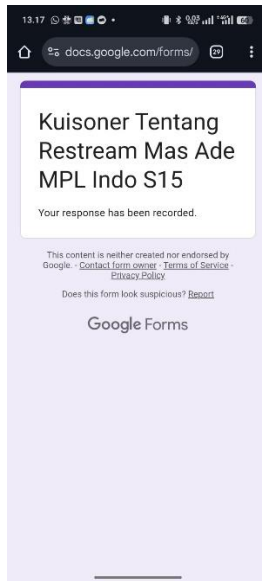 13.17
docs.google.com/forms/
29
Kuisoner Tentang
Restream Mas Ade
MPL Indo S15
Your response has been recorded.
This content is neither created nor endorsed by
Google. - Contact form owner - Terms of Service -
Privacy Policy
Does this form look suspicious? Report
Google Forms